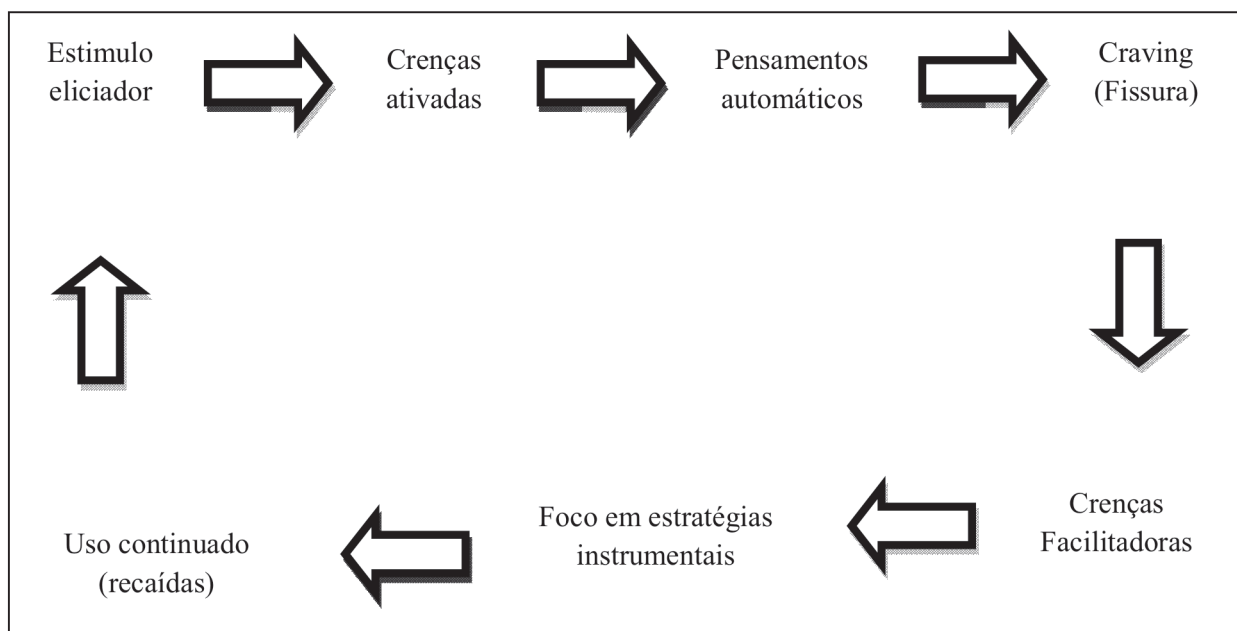 Estimulo
eliciador
Crenças
ativadas
Pensamentos
automáticos
Craving
(Fissura)
Crenças
Facilitadoras
Foco em estratégias
instrumentais
Uso continuado
(recaídas)